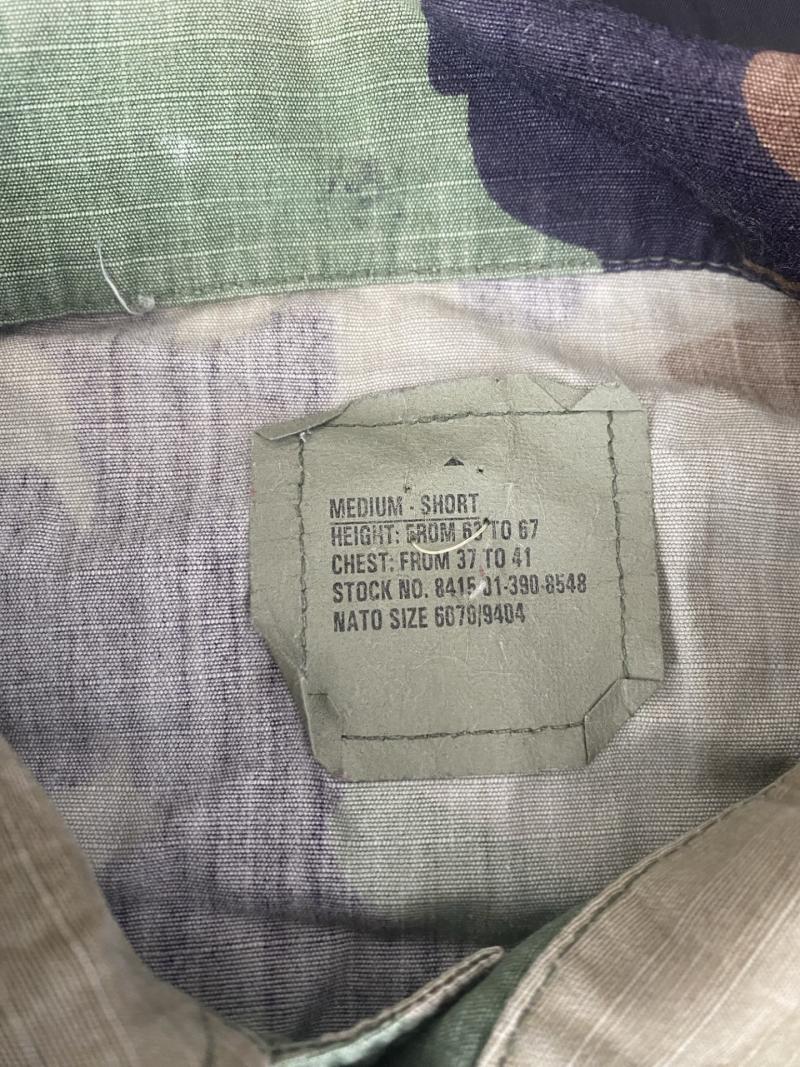 MEDIUM - SHORT
HEIGHT: FROM 63 TO 67
CHEST: FROM 37 TO 41
STOCK NO. 8415-01-390-8548
NATO SIZE 6070/9404